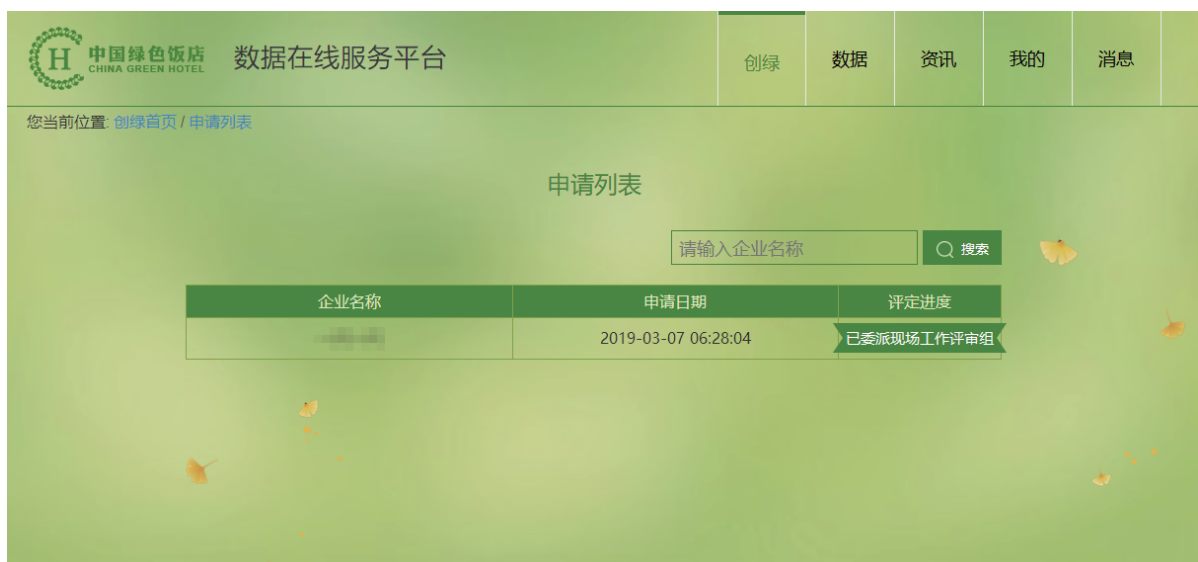 中国绿色饭店
CHINA GREEN HOTEL
数据在线服务平台
创绿 数据 资讯 我的 消息
您当前位置: 创绿首页 / 申请列表
申请列表
请输入企业名称 搜索
企业名称 申请日期 评定进度
2019-03-07 06:28:04 已委派现场工作评审组